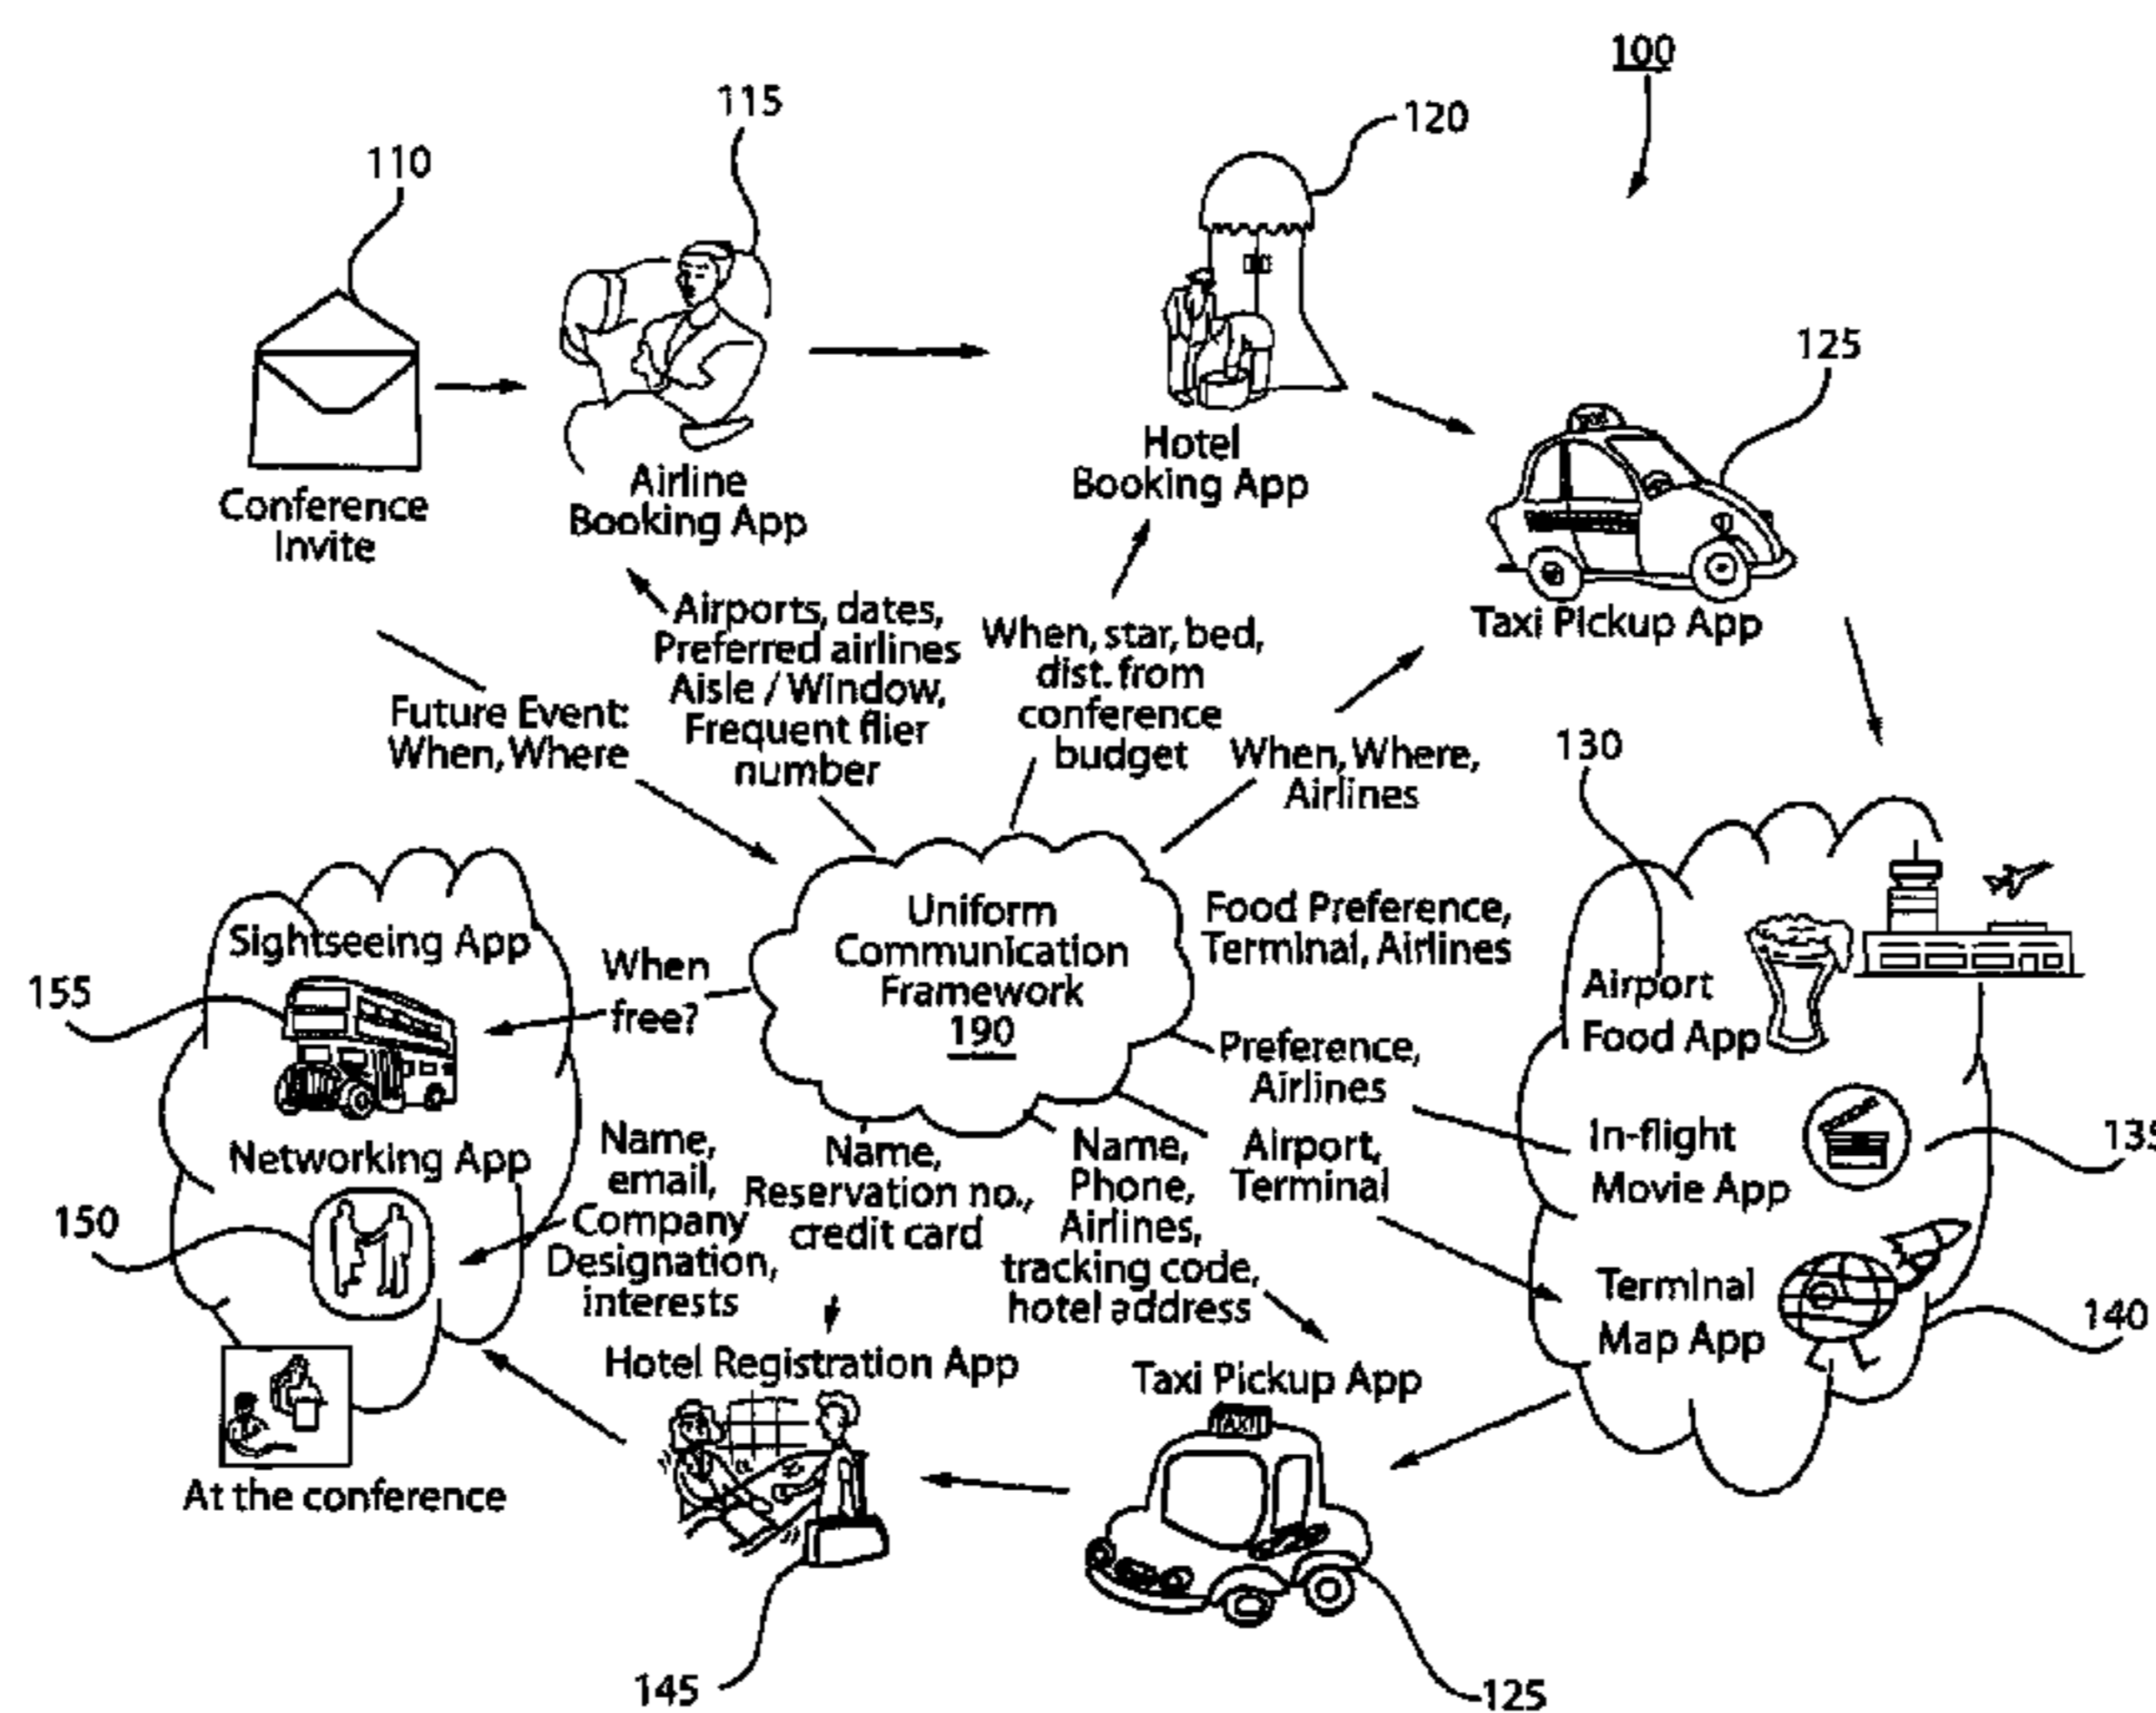 100
115
120
110
125
Conference
Invite
Airline
Booking App
Hotel
Booking App
Taxi Pickup App
Future Event:
When, Where
Airports, dates,
Preferred airlines
Aisle / Window,
Frequent flier
number
When, star, bed,
dist. from
conference
budget
When, Where,
Airlines
130
Uniform
Communication
Framework
190
Food Preference,
Terminal, Airlines
Sightseeing App
155
When
free?
Airport
Food App
Preference,
Airlines
In-flight
Movie App
135
Networking App
150
Name,
email,
Company
Designation,
interests
Name,
Reservation no.,
credit card
Name,
Phone,
Airlines,
tracking code,
hotel address
Airport,
Terminal
Terminal
Map App
140
Hotel Registration App
Taxi Pickup App
TAXI
At the conference
145
125